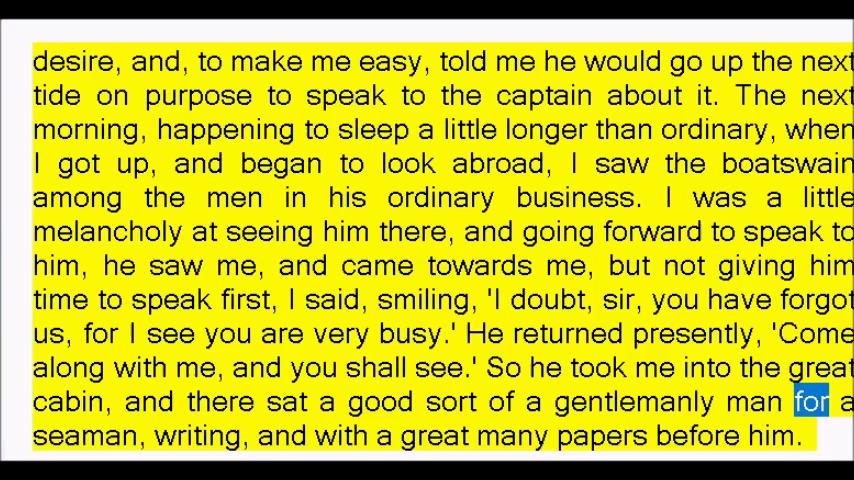 desire, and, to make me easy, told me he would go up the next
tide on purpose to speak to the captain about it. The next
morning, happening to sleep a little longer than ordinary, when
I got up, and began to look abroad, I saw the boatswain
among the men in his ordinary business. I was a little
melancholy at seeing him there, and going forward to speak to
him, he saw me, and came towards me, but not giving him
time to speak first, I said, smiling, 'I doubt, sir, you have forgot
us, for I see you are very busy.' He returned presently, 'Come
along with me, and you shall see.' So he took me into the great
cabin, and there sat a good sort of a gentlemanly man for a
seaman, writing, and with a great many papers before him.